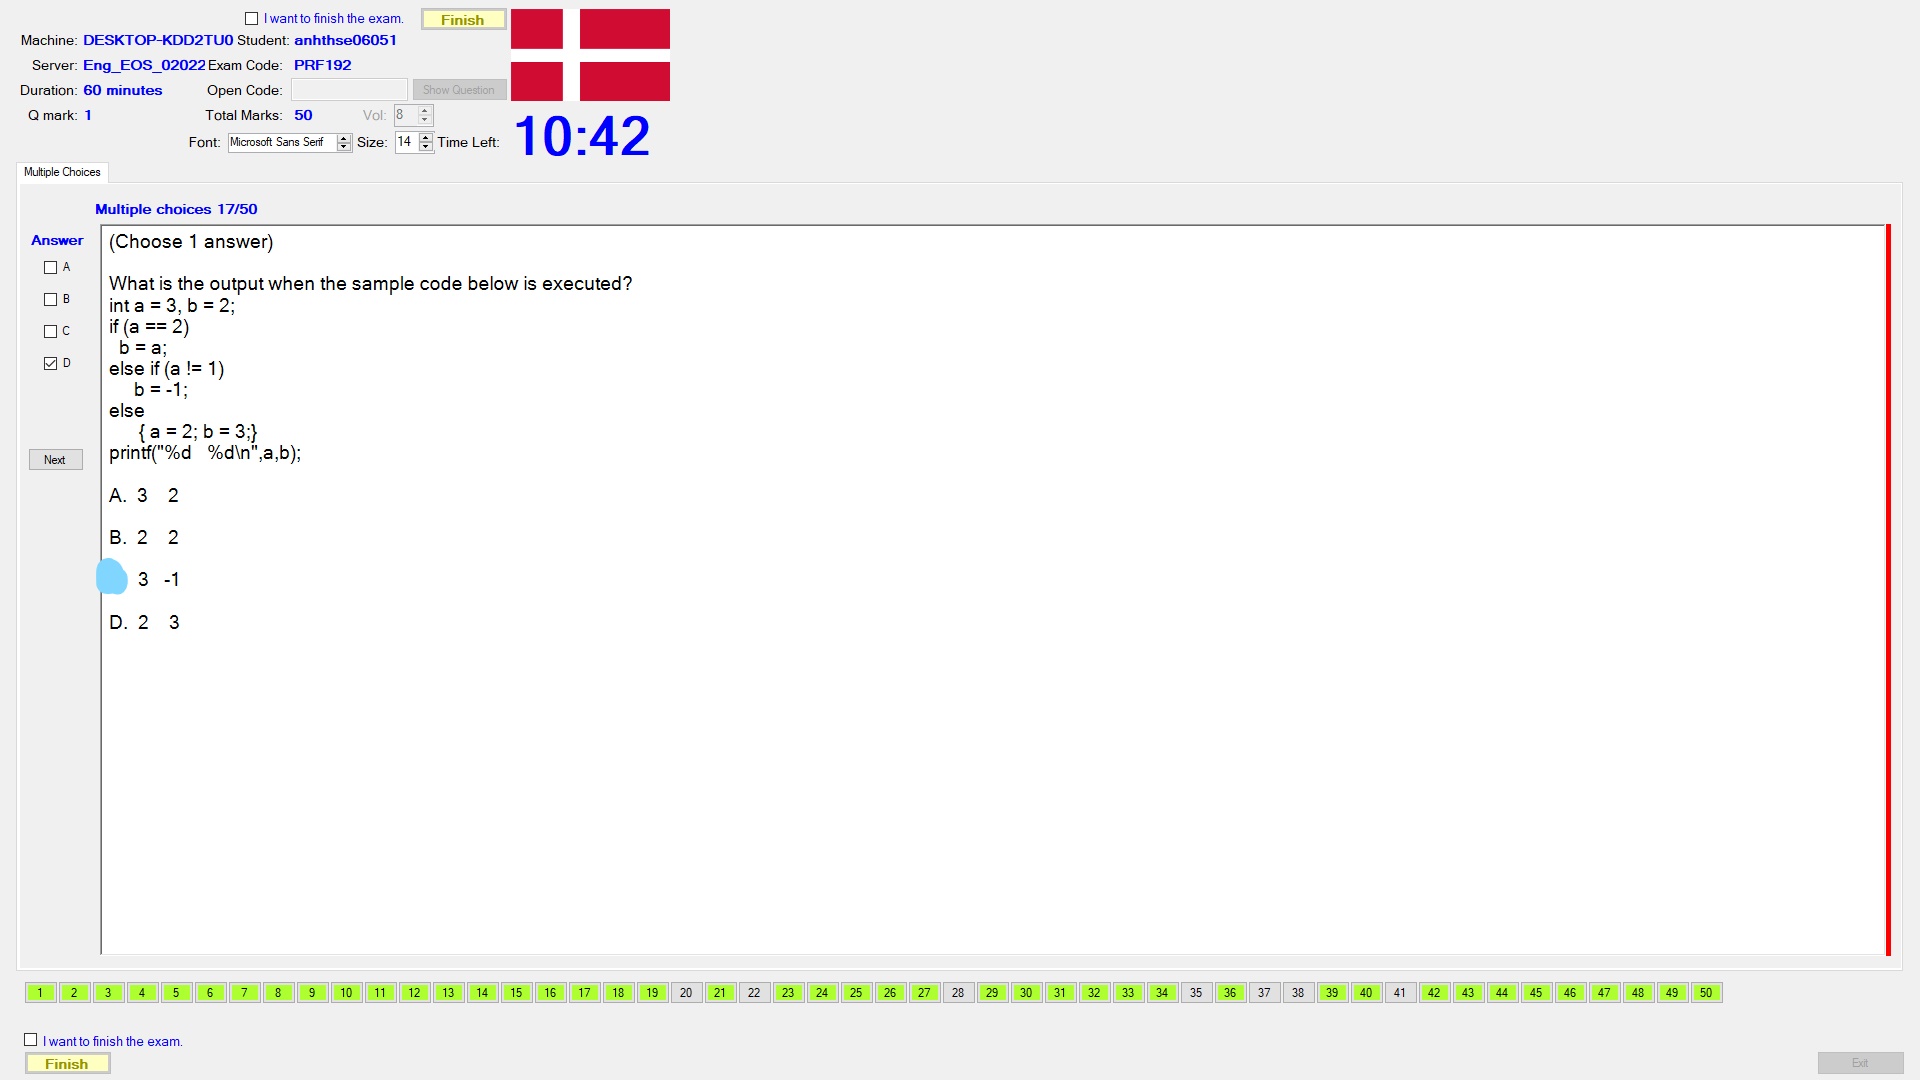 I want to finish the exam.
Finish
Machine: DESKTOP-KDD2TU0 Student: anhthse06051
Server: Eng_EOS_02022 Exam Code: PRF192
Duration: 60 minutes Open Code: Show Question
Q mark: 1 Total Marks: 50 Vol: 8
Font: Microsoft Sans Serif Size: 14 Time Left: 10:42
Multiple Choices
Multiple choices 17/50
Answer
A
B
C
D
Next
(Choose 1 answer)
What is the output when the sample code below is executed?
int a = 3, b = 2;
if (a == 2)
b = a;
else if (a != 1)
b = -1;
else
{ a = 2; b = 3;}
printf("%d   %d\n",a,b);
A. 3 2
B. 2 2
3 -1
D. 2 3
1 2 3 4 5 6 7 8 9 10 11 12 13 14 15 16 17 18 19 20 21 22 23 24 25 26 27 28 29 30 31 32 33 34 35 36 37 38 39 40 41 42 43 44 45 46 47 48 49 50
I want to finish the exam.
Finish
Exit